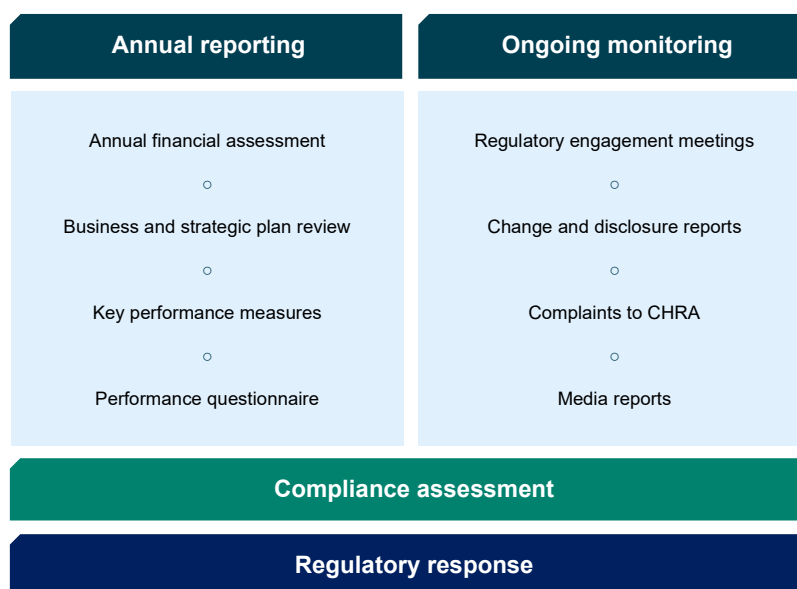 Annual reporting
Annual financial assessment
Business and strategic plan review
Key performance measures
Performance questionnaire
Ongoing monitoring
Regulatory engagement meetings
Change and disclosure reports
Complaints to CHRA
Media reports
Compliance assessment
Regulatory response